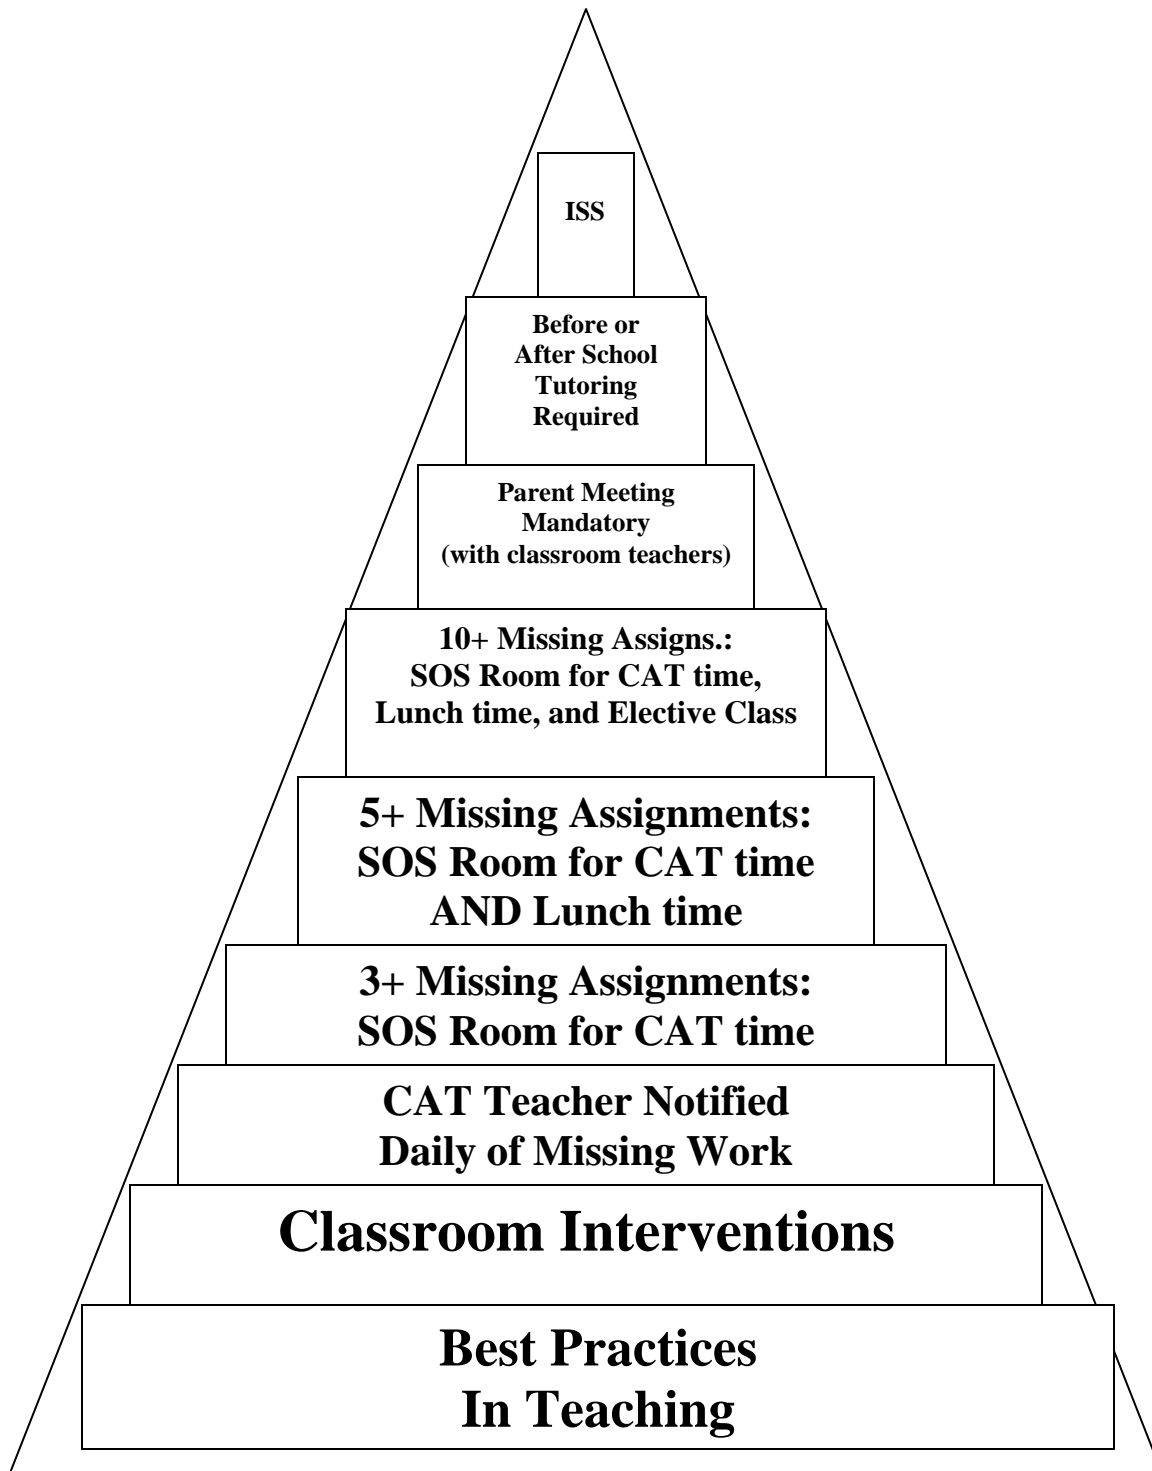 ISS
Before or
After School
Tutoring
Required
Parent Meeting
Mandatory
(with classroom teachers)
10+ Missing Assigns.:
SOS Room for CAT time,
Lunch time, and Elective Class
5+ Missing Assignments:
SOS Room for CAT time
AND Lunch time
3+ Missing Assignments:
SOS Room for CAT time
CAT Teacher Notified
Daily of Missing Work
Classroom Interventions
Best Practices
In Teaching